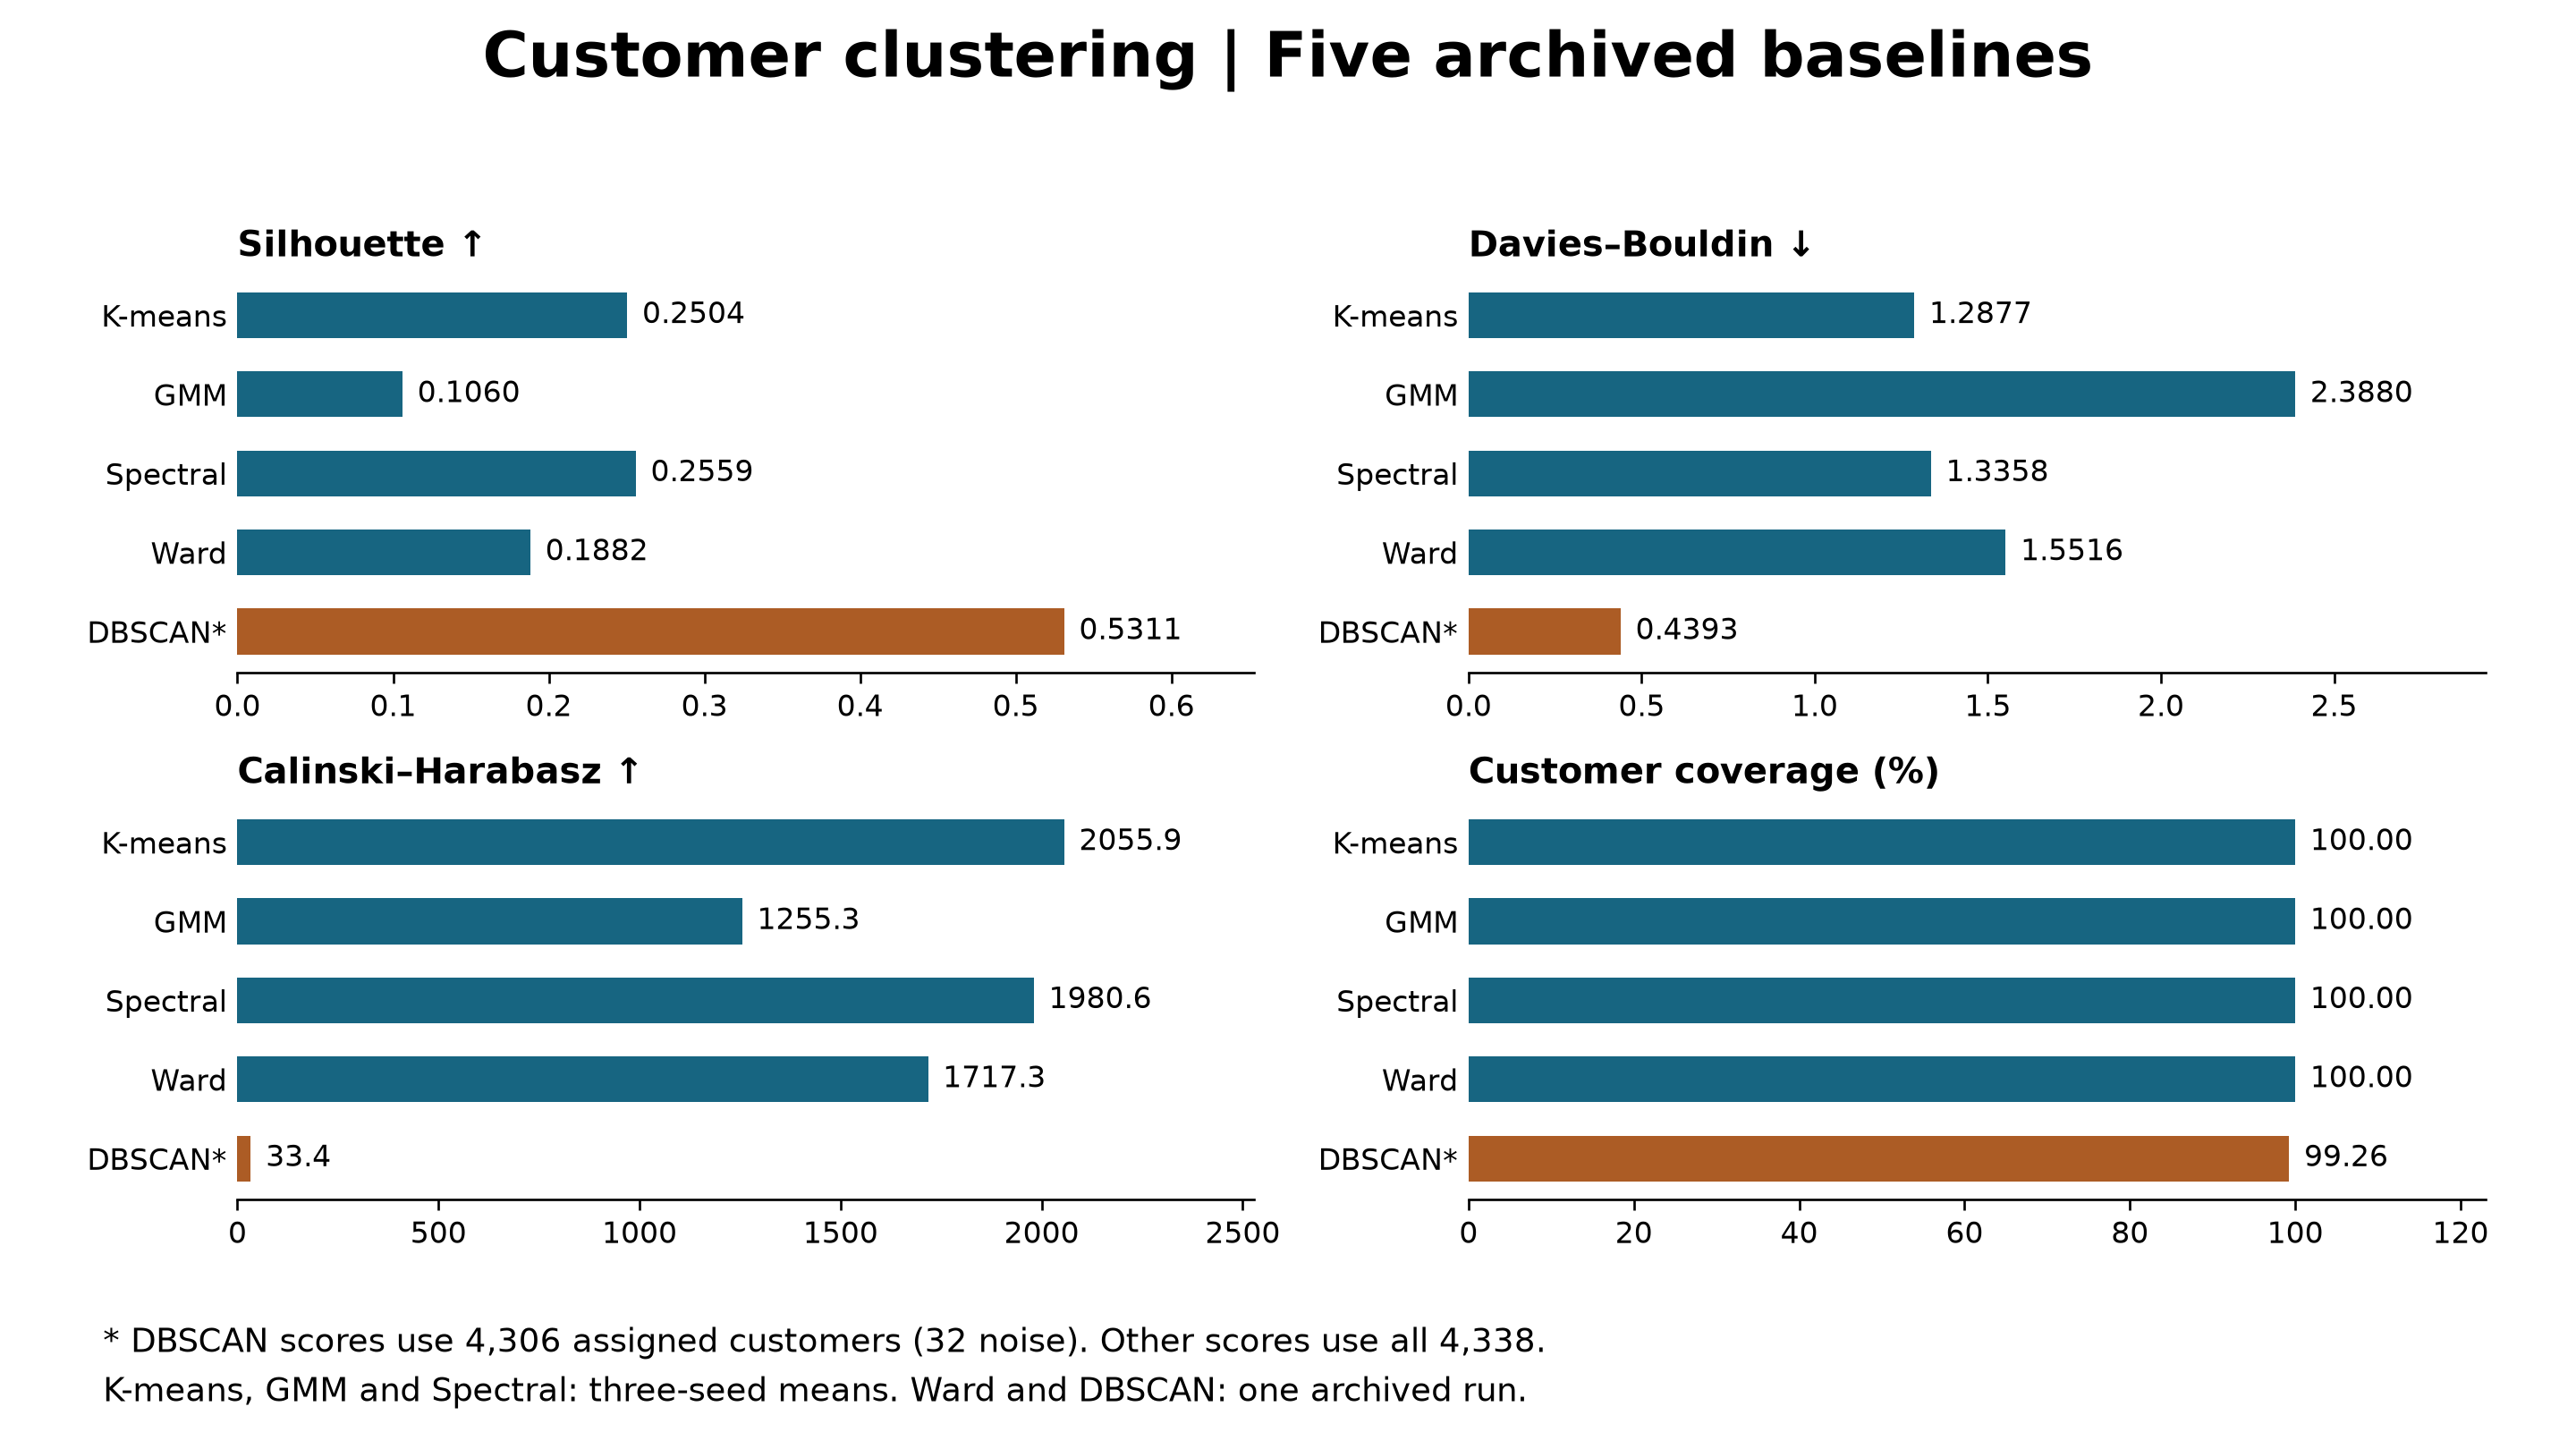 Customer clustering | Five archived baselines
Silhouette ↑
K-means 0.2504
GMM 0.1060
Spectral 0.2559
Ward 0.1882
DBSCAN* 0.5311
0.0 0.1 0.2 0.3 0.4 0.5 0.6
Davies–Bouldin ↓
K-means 1.2877
GMM 2.3880
Spectral 1.3358
Ward 1.5516
DBSCAN* 0.4393
0.0 0.5 1.0 1.5 2.0 2.5
Calinski–Harabasz ↑
K-means 2055.9
GMM 1255.3
Spectral 1980.6
Ward 1717.3
DBSCAN* 33.4
0 500 1000 1500 2000 2500
Customer coverage (%)
K-means 100.00
GMM 100.00
Spectral 100.00
Ward 100.00
DBSCAN* 99.26
0 20 40 60 80 100 120
* DBSCAN scores use 4,306 assigned customers (32 noise). Other scores use all 4,338.
K-means, GMM and Spectral: three-seed means. Ward and DBSCAN: one archived run.